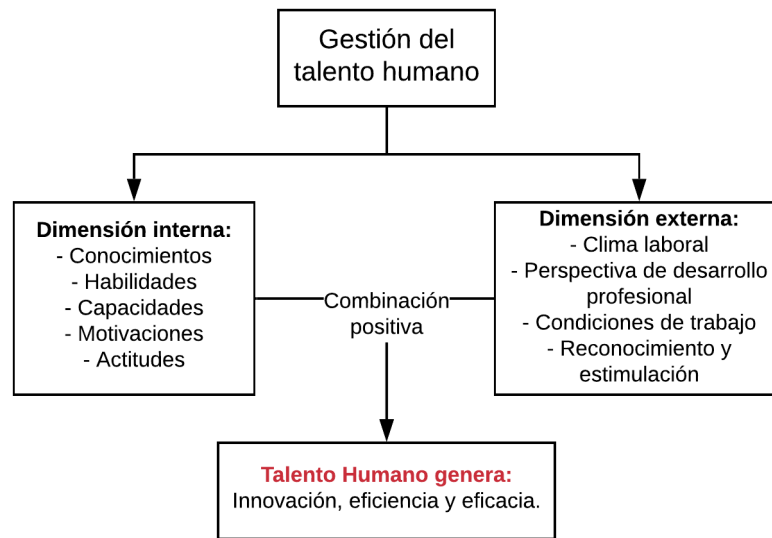 Gestión del
talento humano
Dimensión interna:
- Conocimientos
- Habilidades
- Capacidades
- Motivaciones
- Actitudes
Dimensión externa:
- Clima laboral
- Perspectiva de desarrollo
profesional
- Condiciones de trabajo
- Reconocimiento y
estimulación
Combinación
positiva
Talento Humano genera:
Innovación, eficiencia y eficacia.